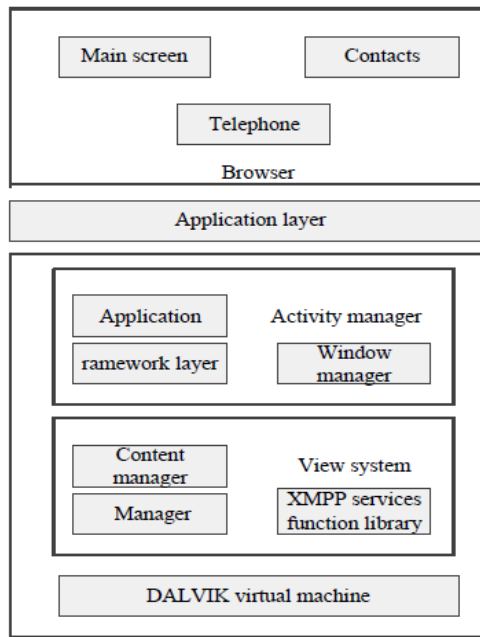 Main screen
Contacts
Telephone
Browser
Application layer
Application
Activity manager
ramework layer
Window
manager
Content
manager
View system
Manager
XMPP services
function library
DALVIK virtual machine